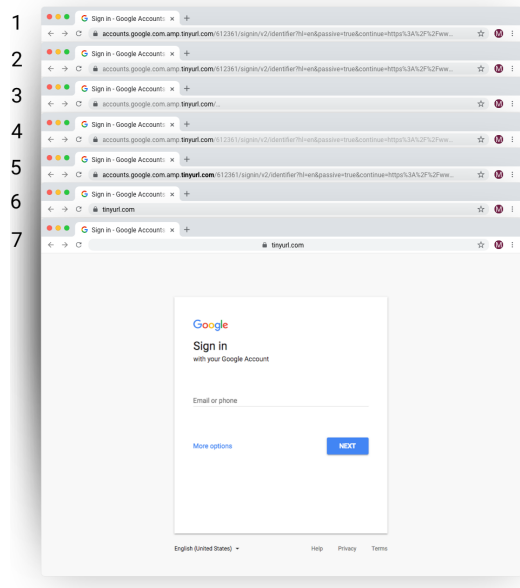 1
Sign in - Google Accounts
accounts.google.com.amp.tinyurl.com/612361/signin/v2/identifier?hl=en&passive=true&continue=https%3A%2F%2Fww...
M
2
Sign in - Google Accounts
accounts.google.com.amp.tinyurl.com/612361/signin/v2/identifier?hl=en&passive=true&continue=https%3A%2F%2Fww...
M
3
Sign in - Google Accounts
accounts.google.com.amp.tinyurl.com/...
M
4
Sign in - Google Accounts
accounts.google.com.amp.tinyurl.com/612361/signin/v2/identifier?hl=en&passive=true&continue=https%3A%2F%2Fww...
M
5
Sign in - Google Accounts
accounts.google.com.amp.tinyurl.com/612361/signin/v2/identifier?hl=en&passive=true&continue=https%3A%2F%2Fww...
M
6
Sign in - Google Accounts
tinyurl.com
M
7
Sign in - Google Accounts
tinyurl.com
M
Google
Sign in
with your Google Account
Email or phone
More options NEXT
English (United States) Help Privacy Terms